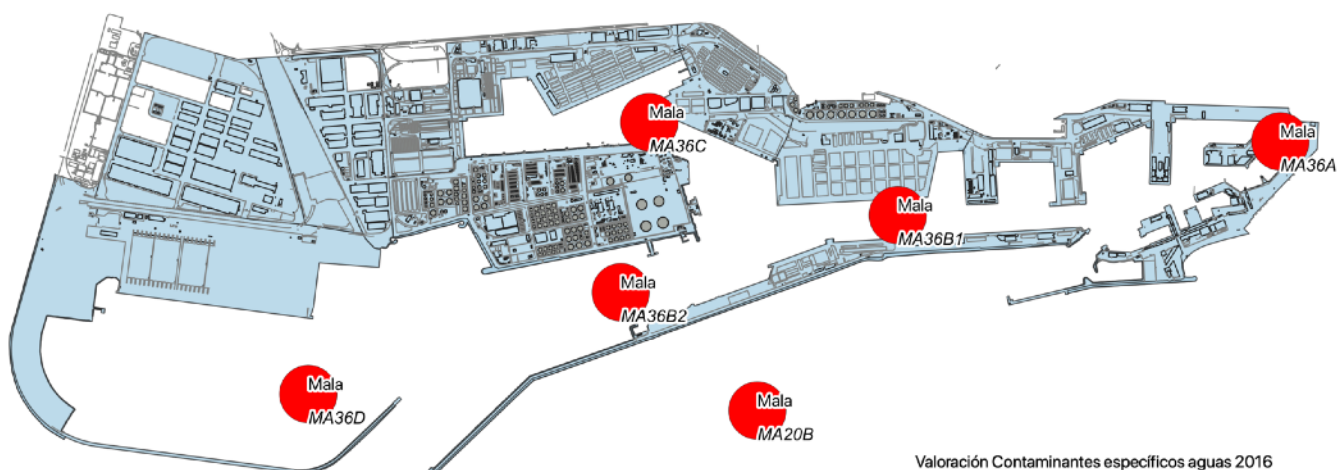 Mala
MA36C
Mala
MA36A
Mala
MA36B1
Mala
MA36B2
Mala
MA36D
Mala
MA20B
Valoración Contaminantes específicos aguas 2016